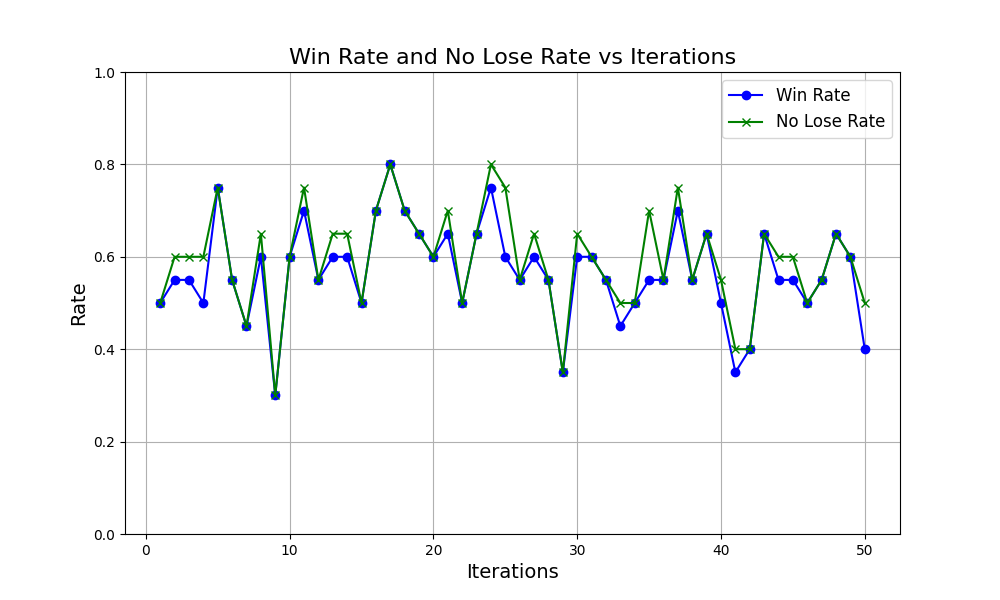 Win Rate and No Lose Rate vs Iterations
1.0
Win Rate
No Lose Rate
0.8
0.6
Rate
0.4
0.2
0.0
0 10 20 30 40 50
Iterations